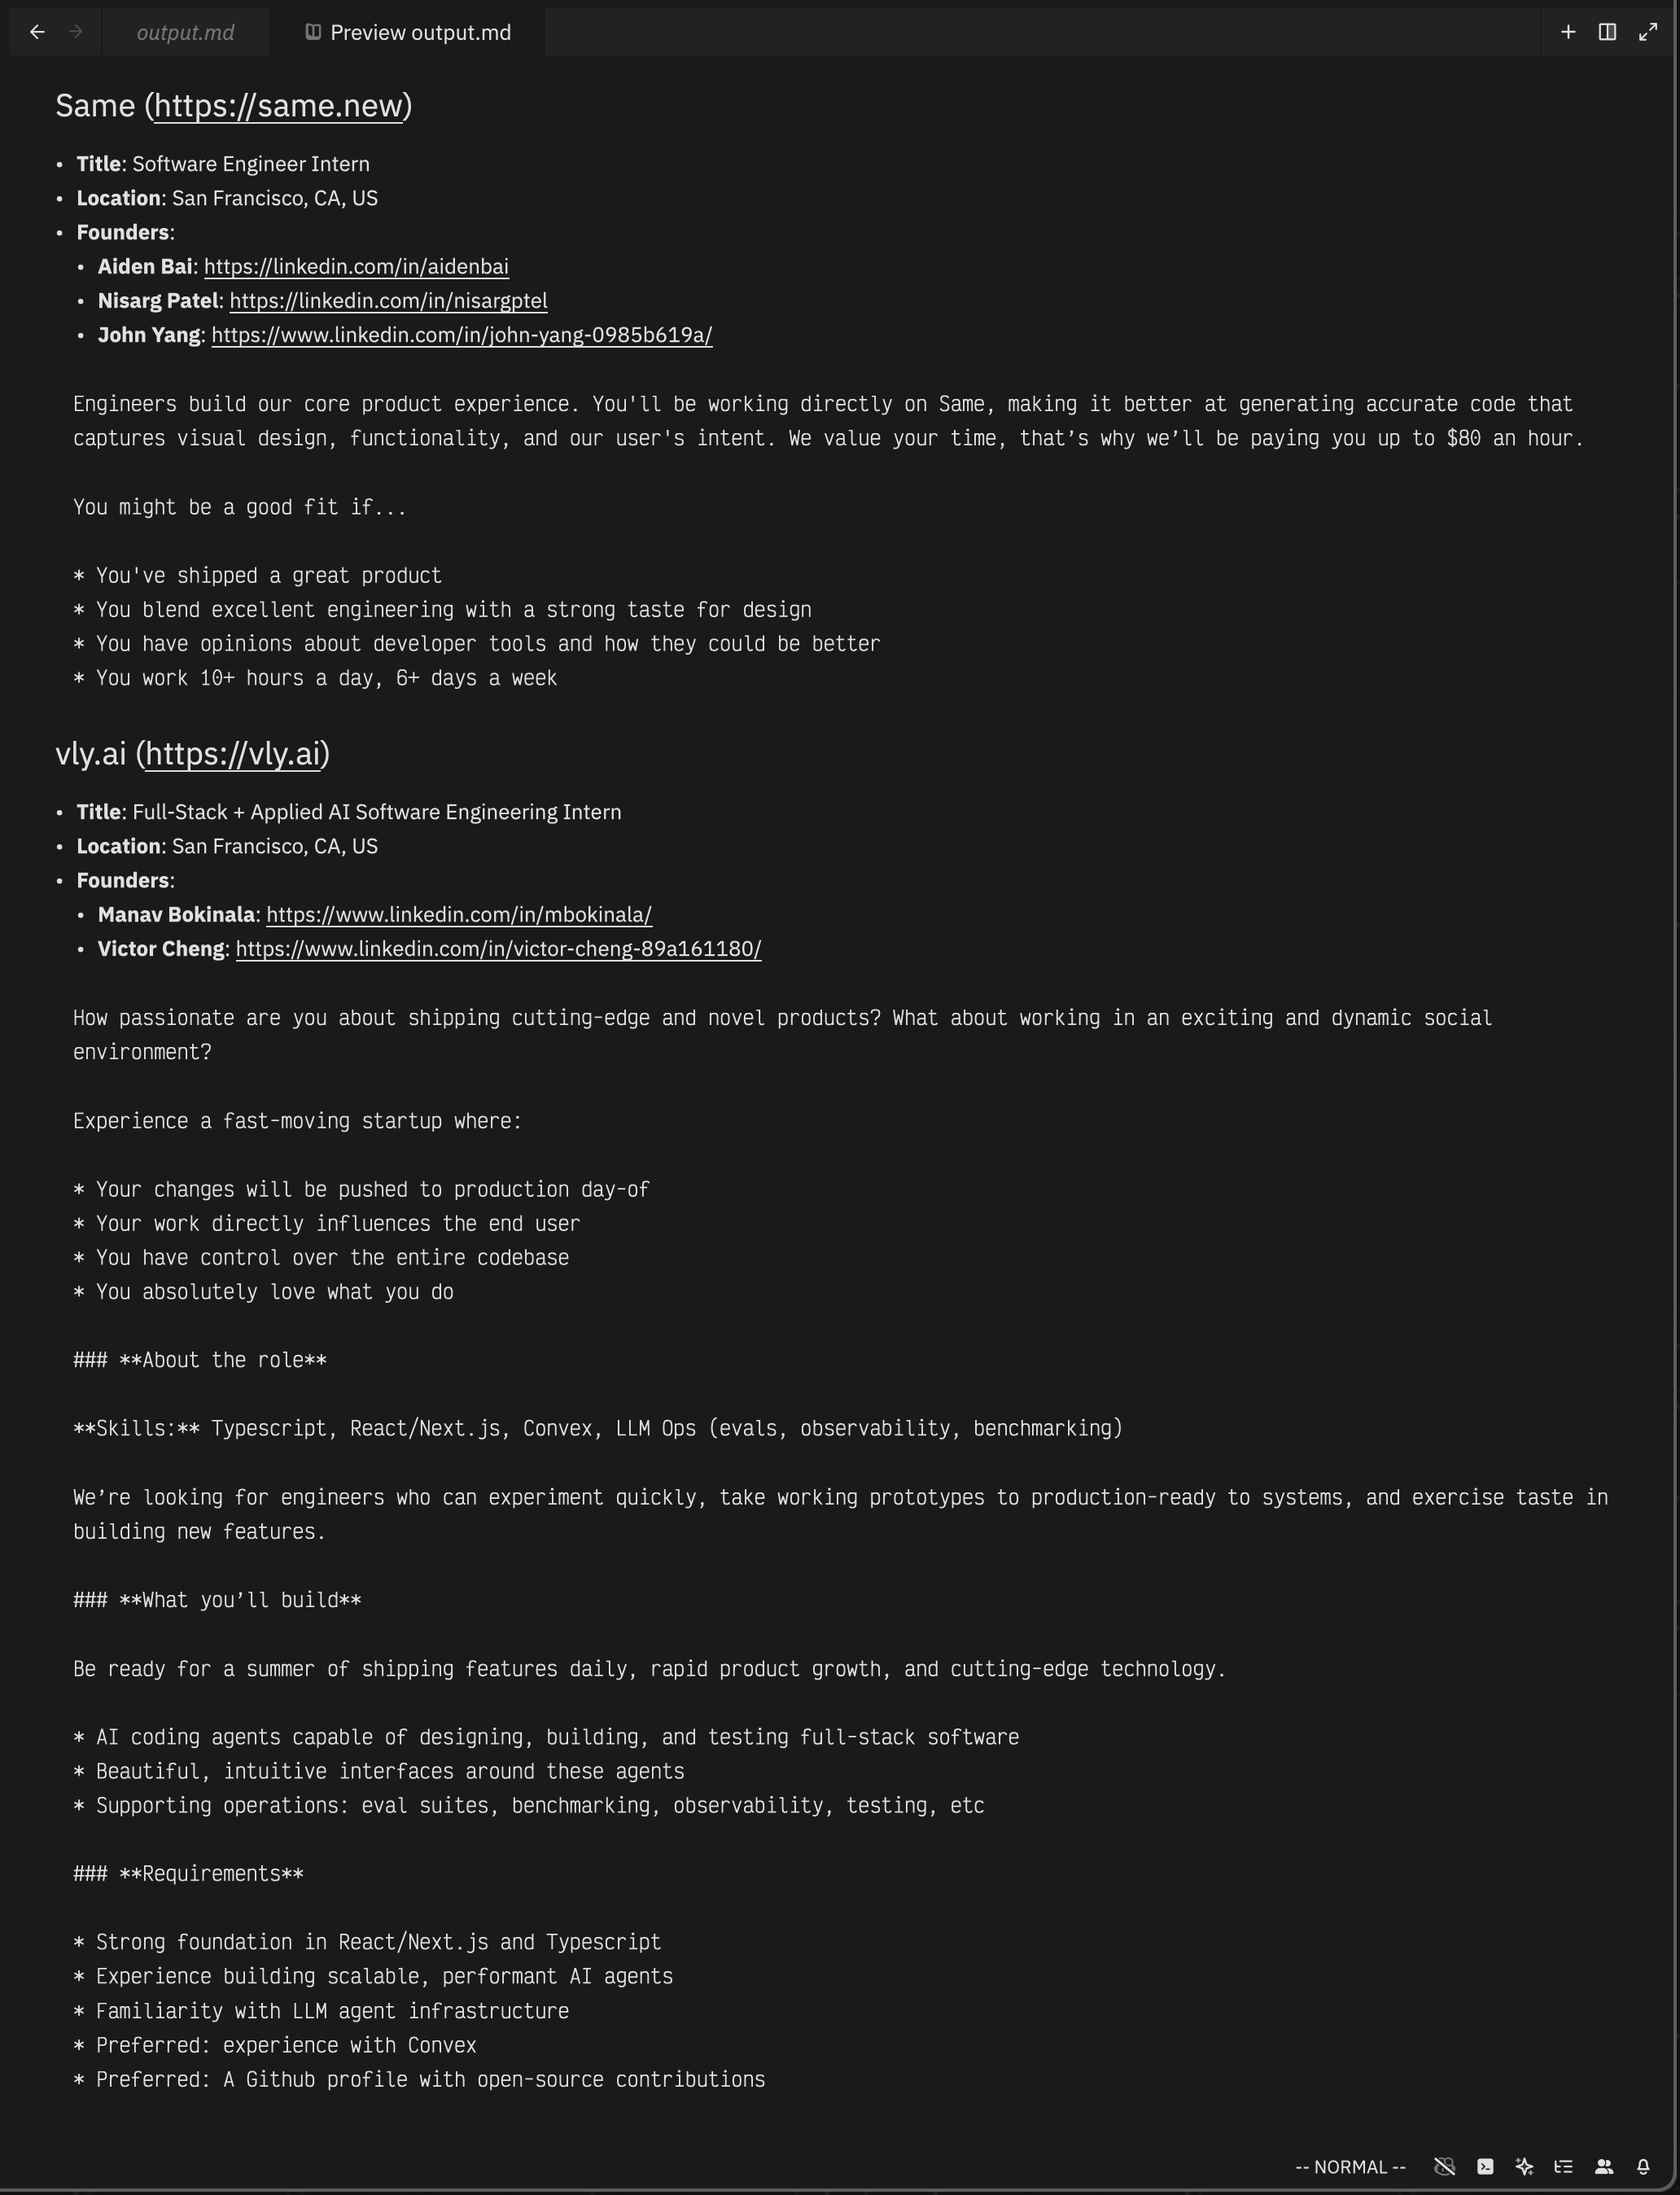 output.md
Preview output.md
Same (https://same.new)
• Title: Software Engineer Intern
• Location: San Francisco, CA, US
• Founders:
• Aiden Bai: https://linkedin.com/in/aidenbai
• Nisarg Patel: https://linkedin.com/in/nisargptel
• John Yang: https://www.linkedin.com/in/john-yang-0985b619a/
Engineers build our core product experience. You'll be working directly on Same, making it better at generating accurate code that
captures visual design, functionality, and our user's intent. We value your time, that’s why we’ll be paying you up to $80 an hour.
You might be a good fit if...
* You've shipped a great product
* You blend excellent engineering with a strong taste for design
* You have opinions about developer tools and how they could be better
* You work 10+ hours a day, 6+ days a week
vly.ai (https://vly.ai)
• Title: Full-Stack + Applied AI Software Engineering Intern
• Location: San Francisco, CA, US
• Founders:
• Manav Bokinala: https://www.linkedin.com/in/mbokinala/
• Victor Cheng: https://www.linkedin.com/in/victor-cheng-89a161180/
How passionate are you about shipping cutting-edge and novel products? What about working in an exciting and dynamic social
environment?
Experience a fast-moving startup where:
* Your changes will be pushed to production day-of
* Your work directly influences the end user
* You have control over the entire codebase
* You absolutely love what you do
### **About the role**
**Skills:** Typescript, React/Next.js, Convex, LLM Ops (evals, observability, benchmarking)
We’re looking for engineers who can experiment quickly, take working prototypes to production-ready to systems, and exercise taste in
building new features.
### **What you’ll build**
Be ready for a summer of shipping features daily, rapid product growth, and cutting-edge technology.
* AI coding agents capable of designing, building, and testing full-stack software
* Beautiful, intuitive interfaces around these agents
* Supporting operations: eval suites, benchmarking, observability, testing, etc
### **Requirements**
* Strong foundation in React/Next.js and Typescript
* Experience building scalable, performant AI agents
* Familiarity with LLM agent infrastructure
* Preferred: experience with Convex
* Preferred: A Github profile with open-source contributions
-- NORMAL --